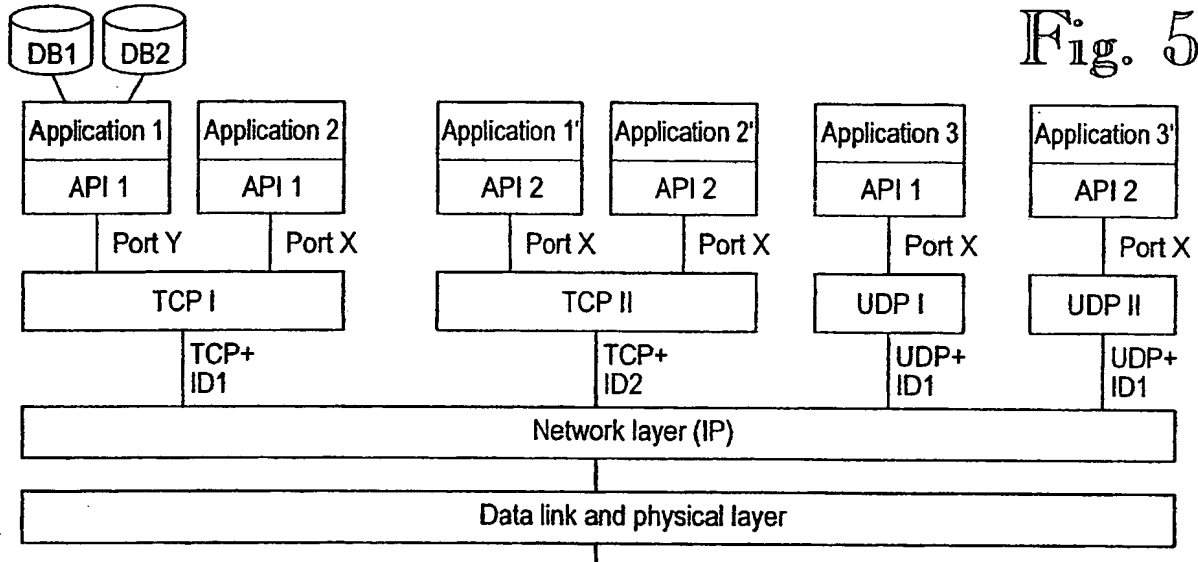 Fig. 5
DB1 DB2
Application 1 Application 2 Application 1' Application 2' Application 3 Application 3'
API 1 API 1 API 2 API 2 API 1 API 2
Port Y Port X Port X Port X Port X Port X
TCP I TCP II UDP I UDP II
TCP+ TCP+ UDP+ UDP+
ID1 ID2 ID1 ID1
Network layer (IP)
Data link and physical layer